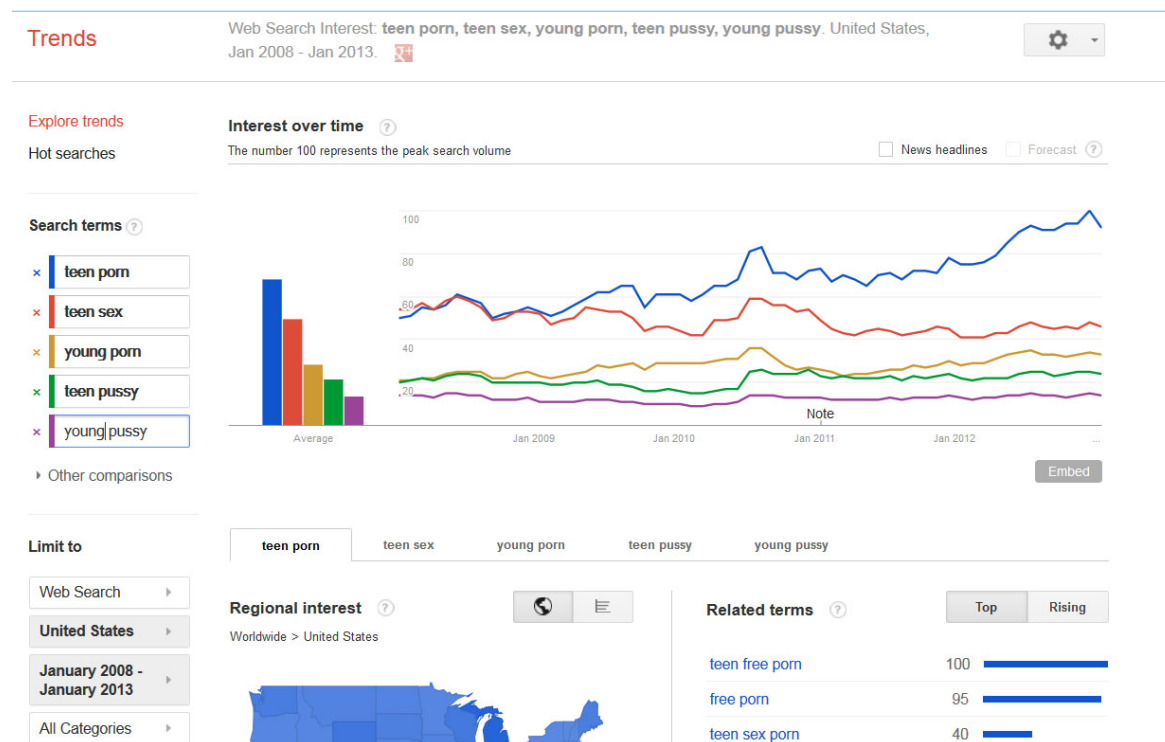 Trends
Web Search Interest: teen porn, teen sex, young porn, teen pussy, young pussy. United States,
Jan 2008 - Jan 2013.
Explore trends
Hot searches
Interest over time ?
The number 100 represents the peak search volume
News headlines
Forecast ?
Search terms ?
× teen porn
× teen sex
× young porn
× teen pussy
× young pussy
Other comparisons
100
80
60
40
20
Note
Average
Jan 2009
Jan 2010
Jan 2011
Jan 2012
...
Embed
Limit to
Web Search
United States
January 2008 -
January 2013
All Categories
teen porn
teen sex
young porn
teen pussy
young pussy
Regional interest ?
Worldwide > United States
Related terms ?
Top
Rising
teen free porn 100
free porn 95
teen sex porn 40